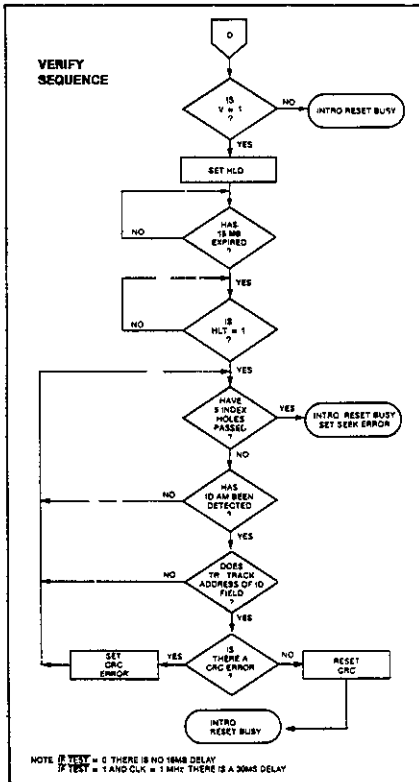 D
VERIFY
SEQUENCE
IS
V = 1
?
NO
INTRQ RESET BUSY
YES
SET HLD
HAS
15 MS
EXPIRED
?
NO
YES
IS
HLT = 1
?
NO
YES
HAVE
5 INDEX
HOLES
PASSED
?
YES
INTRQ RESET BUSY
SET SEEK ERROR
NO
HAS
ID AM BEEN
DETECTED
?
NO
YES
DOES
TR TRACK
ADDRESS OF ID
FIELD
?
NO
YES
IS
THERE A
CRC ERROR
?
YES
SET
CRC
ERROR
NO
RESET
CRC
INTRQ
RESET BUSY
NOTE IF TEST = 0 THERE IS NO 15MS DELAY
IF TEST = 1 AND CLK = 1 MHz THERE IS A 30MS DELAY